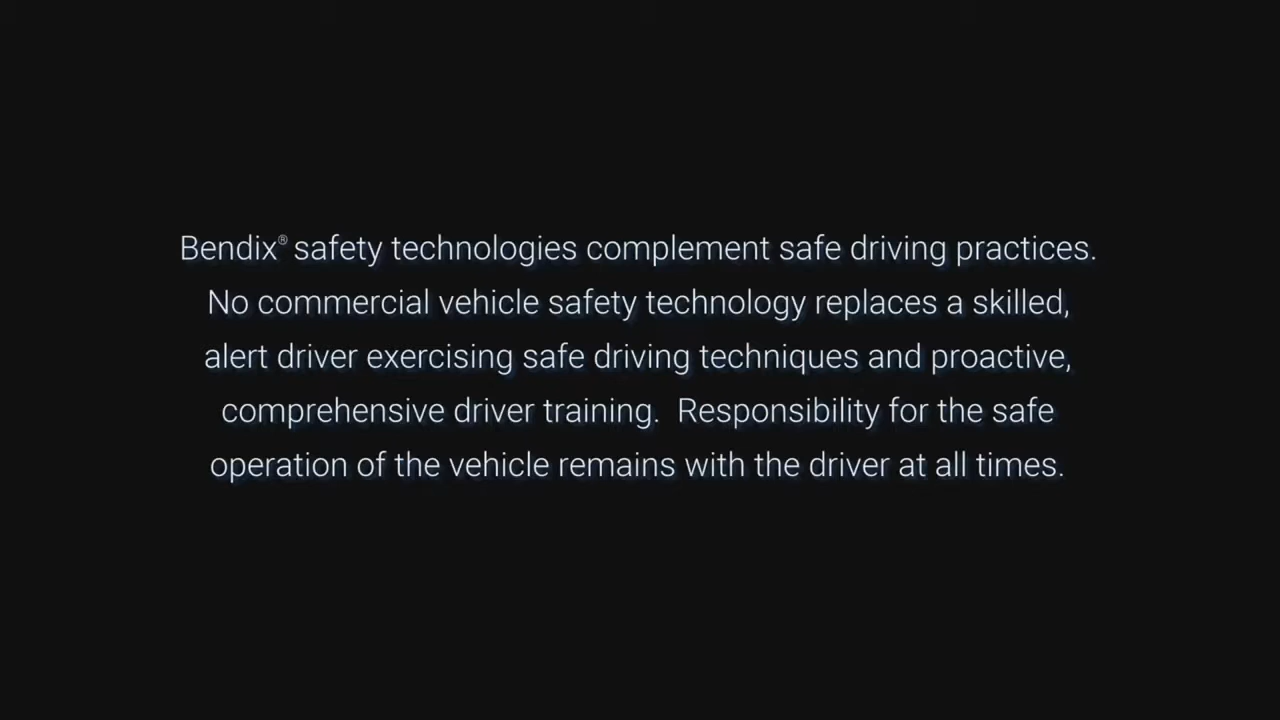 Bendix® safety technologies complement safe driving practices.
No commercial vehicle safety technology replaces a skilled,
alert driver exercising safe driving techniques and proactive,
comprehensive driver training.  Responsibility for the safe
operation of the vehicle remains with the driver at all times.